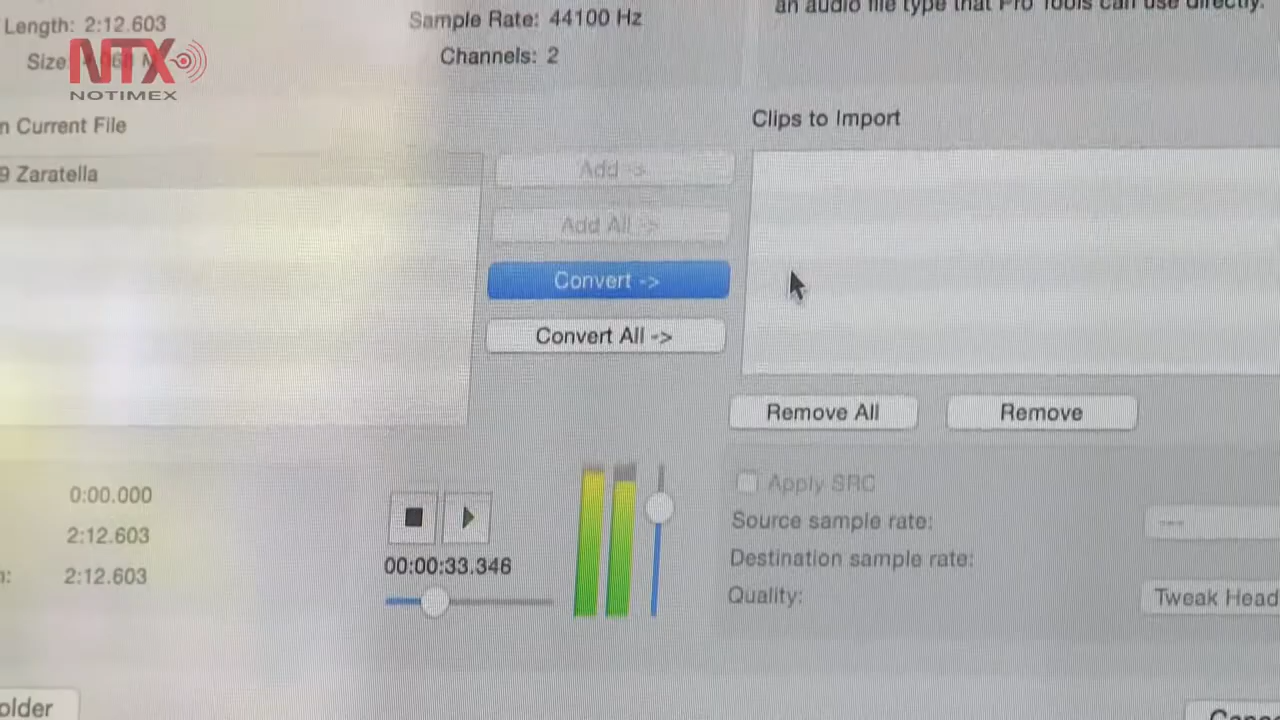 Length: 2:12.603
Sample Rate: 44100 Hz
an audio file type that Pro Tools can use directly.
Size
NTX
NOTIMEX
Channels: 2
n Current File
Clips to Import
9 Zaratella
Add ->
Add All ->
Convert ->
Convert All ->
Remove All
Remove
0:00.000
2:12.603
2:12.603
00:00:33.346
Apply SRC
Source sample rate:
---
Destination sample rate:
Quality:
Tweak Head
older